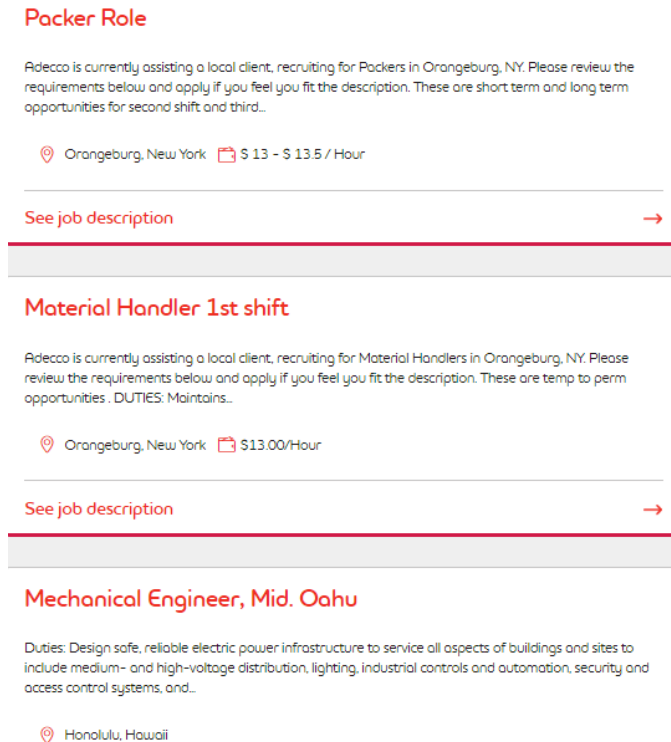 Packer Role
Adecco is currently assisting a local client, recruiting for Packers in Orangeburg, NY. Please review the
requirements below and apply if you feel you fit the description. These are short term and long term
opportunities for second shift and third...
Orangeburg, New York $ 13 - $ 13.5 / Hour
See job description →
Material Handler 1st shift
Adecco is currently assisting a local client, recruiting for Material Handlers in Orangeburg, NY. Please
review the requirements below and apply if you feel you fit the description. These are temp to perm
opportunities . DUTIES: Maintains...
Orangeburg, New York $13.00/Hour
See job description →
Mechanical Engineer, Mid. Oahu
Duties: Design safe, reliable electric power infrastructure to service all aspects of buildings and sites to
include medium- and high-voltage distribution, lighting, industrial controls and automation, security and
access control systems, and...
Honolulu, Hawaii